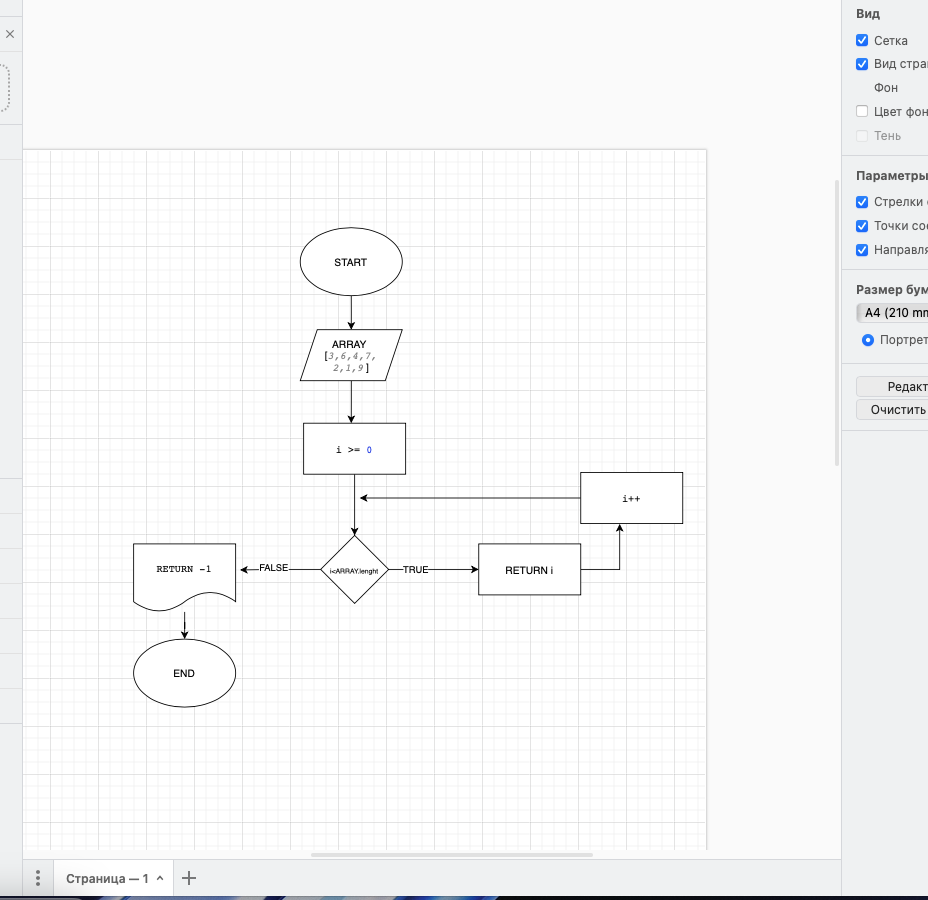 START
ARRAY
[3,6,4,7,
2,1,9]
i >= 0
i++
i<ARRAY.lenght
FALSE
TRUE
RETURN -1
RETURN i
END
Вид
Сетка
Вид стра
Фон
Цвет фон
Тень
Параметры
Стрелки
Точки сое
Направля
Размер бум
A4 (210 mm
Портрет
Редакт
Очистить
Страница — 1